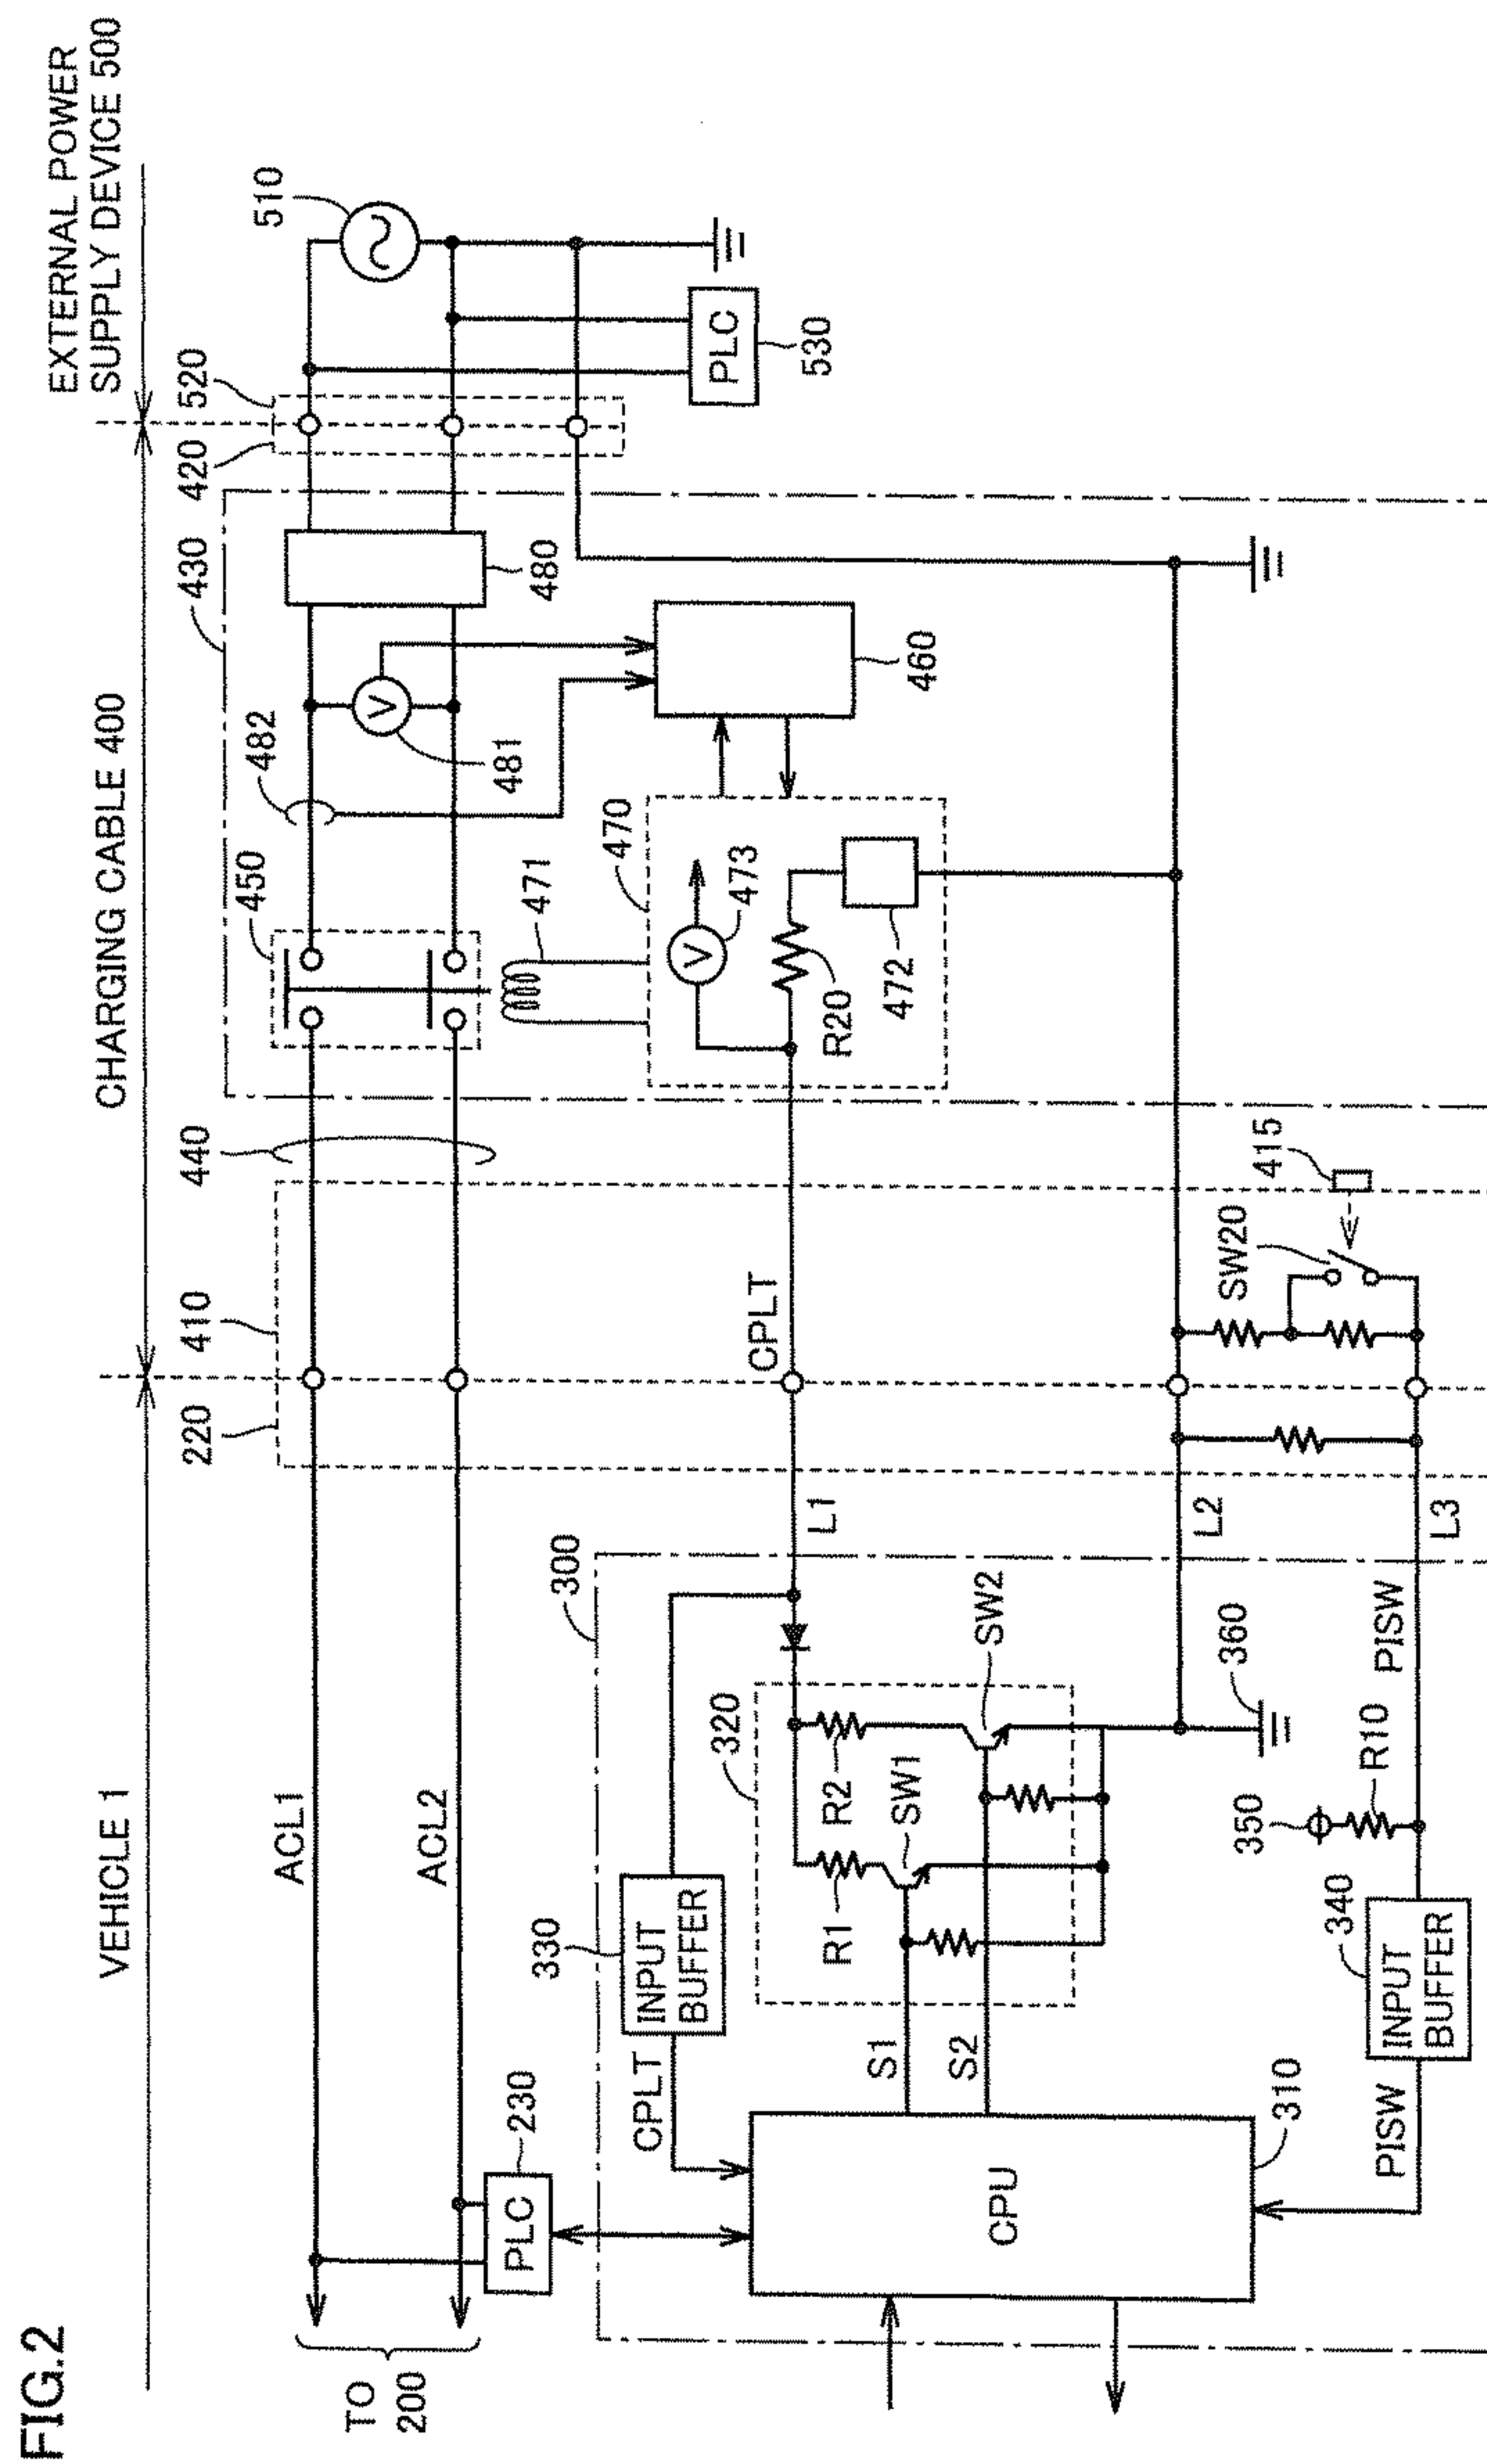 FIG.2
VEHICLE 1
CHARGING CABLE 400
EXTERNAL POWER
SUPPLY DEVICE 500
220
410
440
430
420
520
510
ACL1
ACL2
450
482
481
480
TO
200
PLC
230
471
470
473
R20
472
460
PLC
530
300
CPLT
INPUT
BUFFER
330
CPLT
L1
320
S1
S2
R1
SW1
R2
SW2
CPU
310
L2
360
SW20
415
350
R10
PISW
340
INPUT
BUFFER
PISW
L3